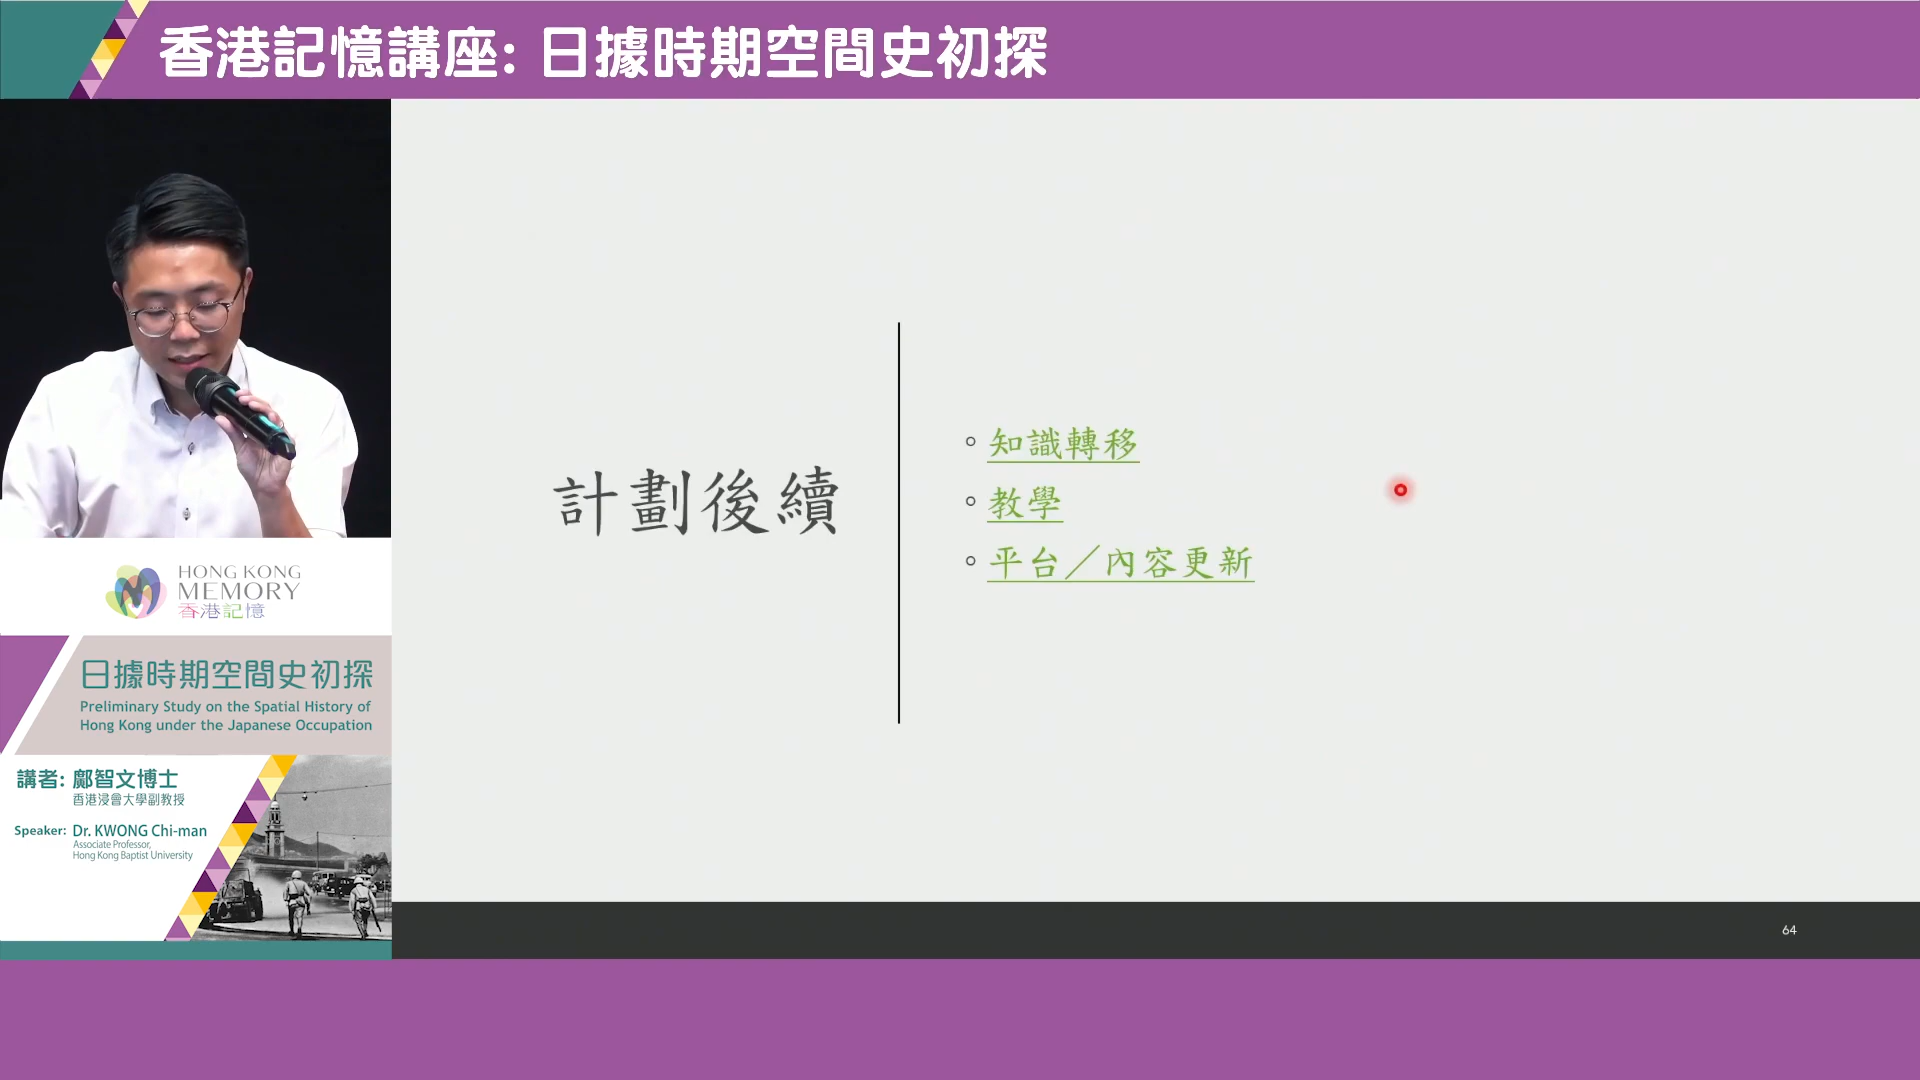 香港記憶講座: 日據時期空間史初探
計劃後續
知識轉移
教學
平台／內容更新
HONG KONG
MEMORY
香港記憶
日據時期空間史初探
Preliminary Study on the Spatial History of
Hong Kong under the Japanese Occupation
講者: 鄺智文博士
香港浸會大學副教授
Speaker: Dr. KWONG Chi-man
Associate Professor,
Hong Kong Baptist University
64